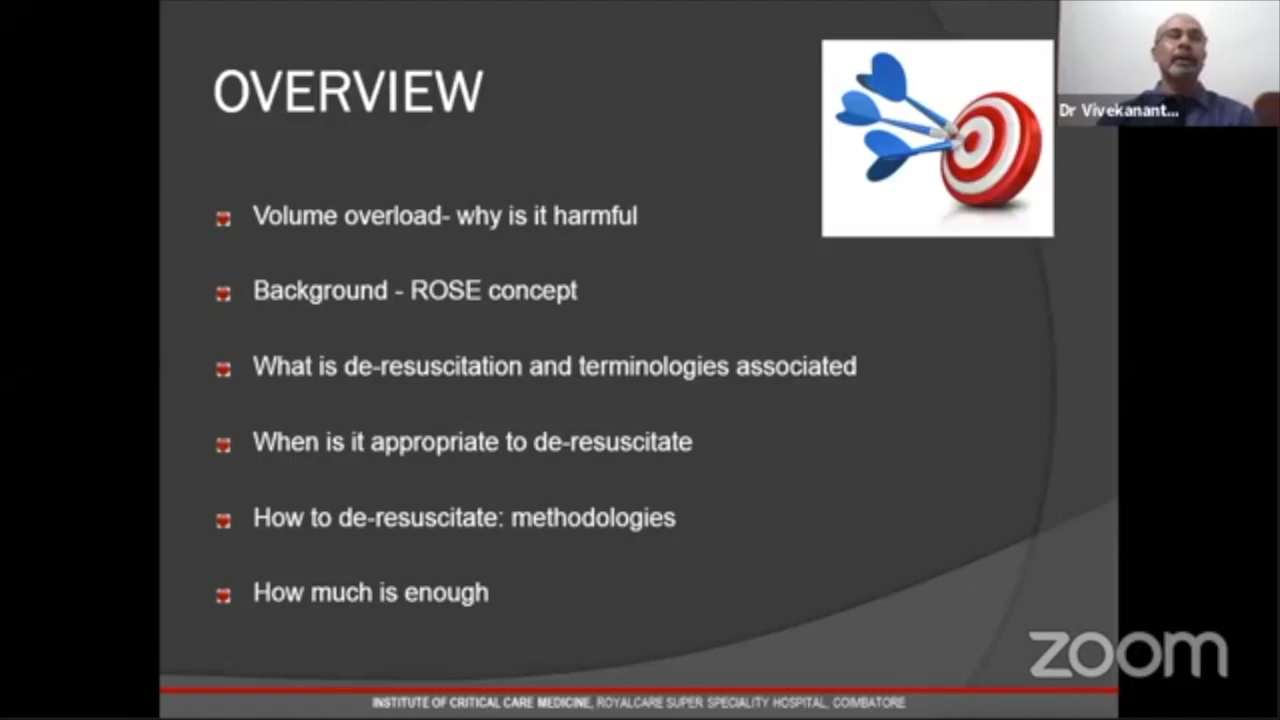 OVERVIEW
Dr Vivekanant...
Volume overload- why is it harmful
Background - ROSE concept
What is de-resuscitation and terminologies associated
When is it appropriate to de-resuscitate
How to de-resuscitate: methodologies
How much is enough
zoom
INSTITUTE OF CRITICAL CARE MEDICINE, ROYALCARE SUPER SPECIALITY HOSPITAL, COIMBATORE